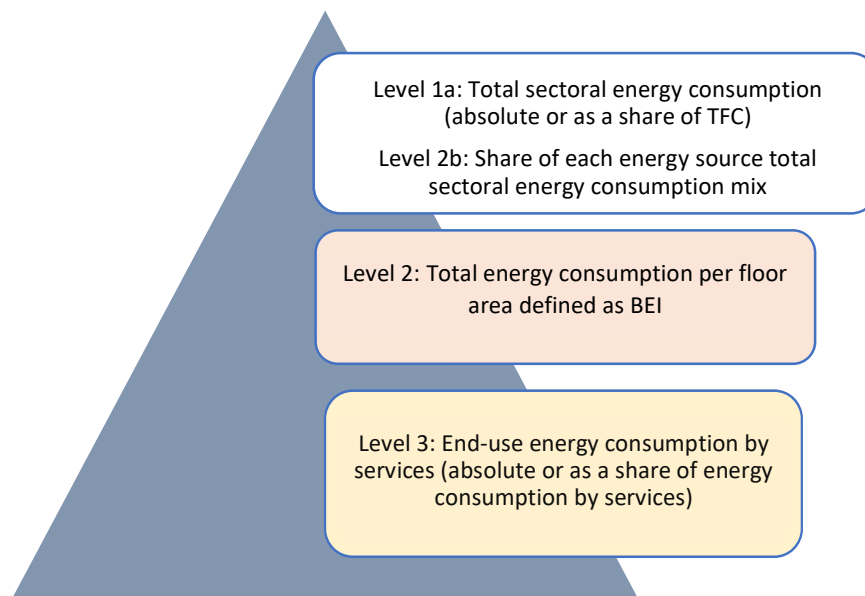 Level 1a: Total sectoral energy consumption
(absolute or as a share of TFC)
Level 2b: Share of each energy source total
sectoral energy consumption mix
Level 2: Total energy consumption per floor
area defined as BEI
Level 3: End-use energy consumption by
services (absolute or as a share of energy
consumption by services)